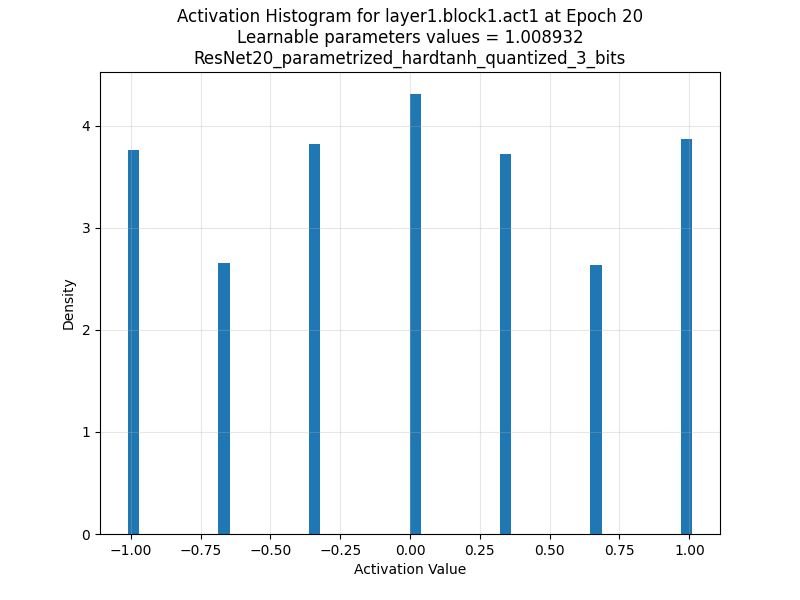 Activation Histogram for layer1.block1.act1 at Epoch 20
Learnable parameters values = 1.008932
ResNet20_parametrized_hardtanh_quantized_3_bits
Density
4
3
2
1
0
−1.00 −0.75 −0.50 −0.25 0.00 0.25 0.50 0.75 1.00
Activation Value